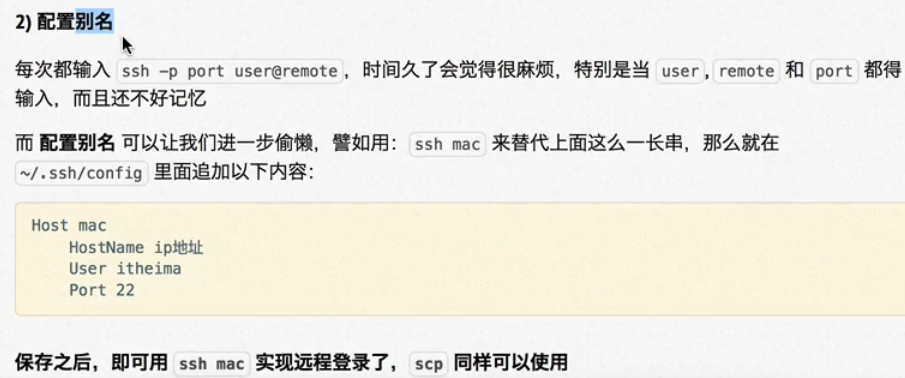 2) 配置别名
每次都输入 ssh -p port user@remote，时间久了会觉得很麻烦，特别是当 user, remote 和 port 都得
输入，而且还不好记忆
而 配置别名 可以让我们进一步偷懒，譬如用： ssh mac 来替代上面这么一长串，那么就在
~/.ssh/config 里面追加以下内容：
Host mac
    HostName ip地址
    User itheima
    Port 22
保存之后，即可用 ssh mac 实现远程登录了， scp 同样可以使用